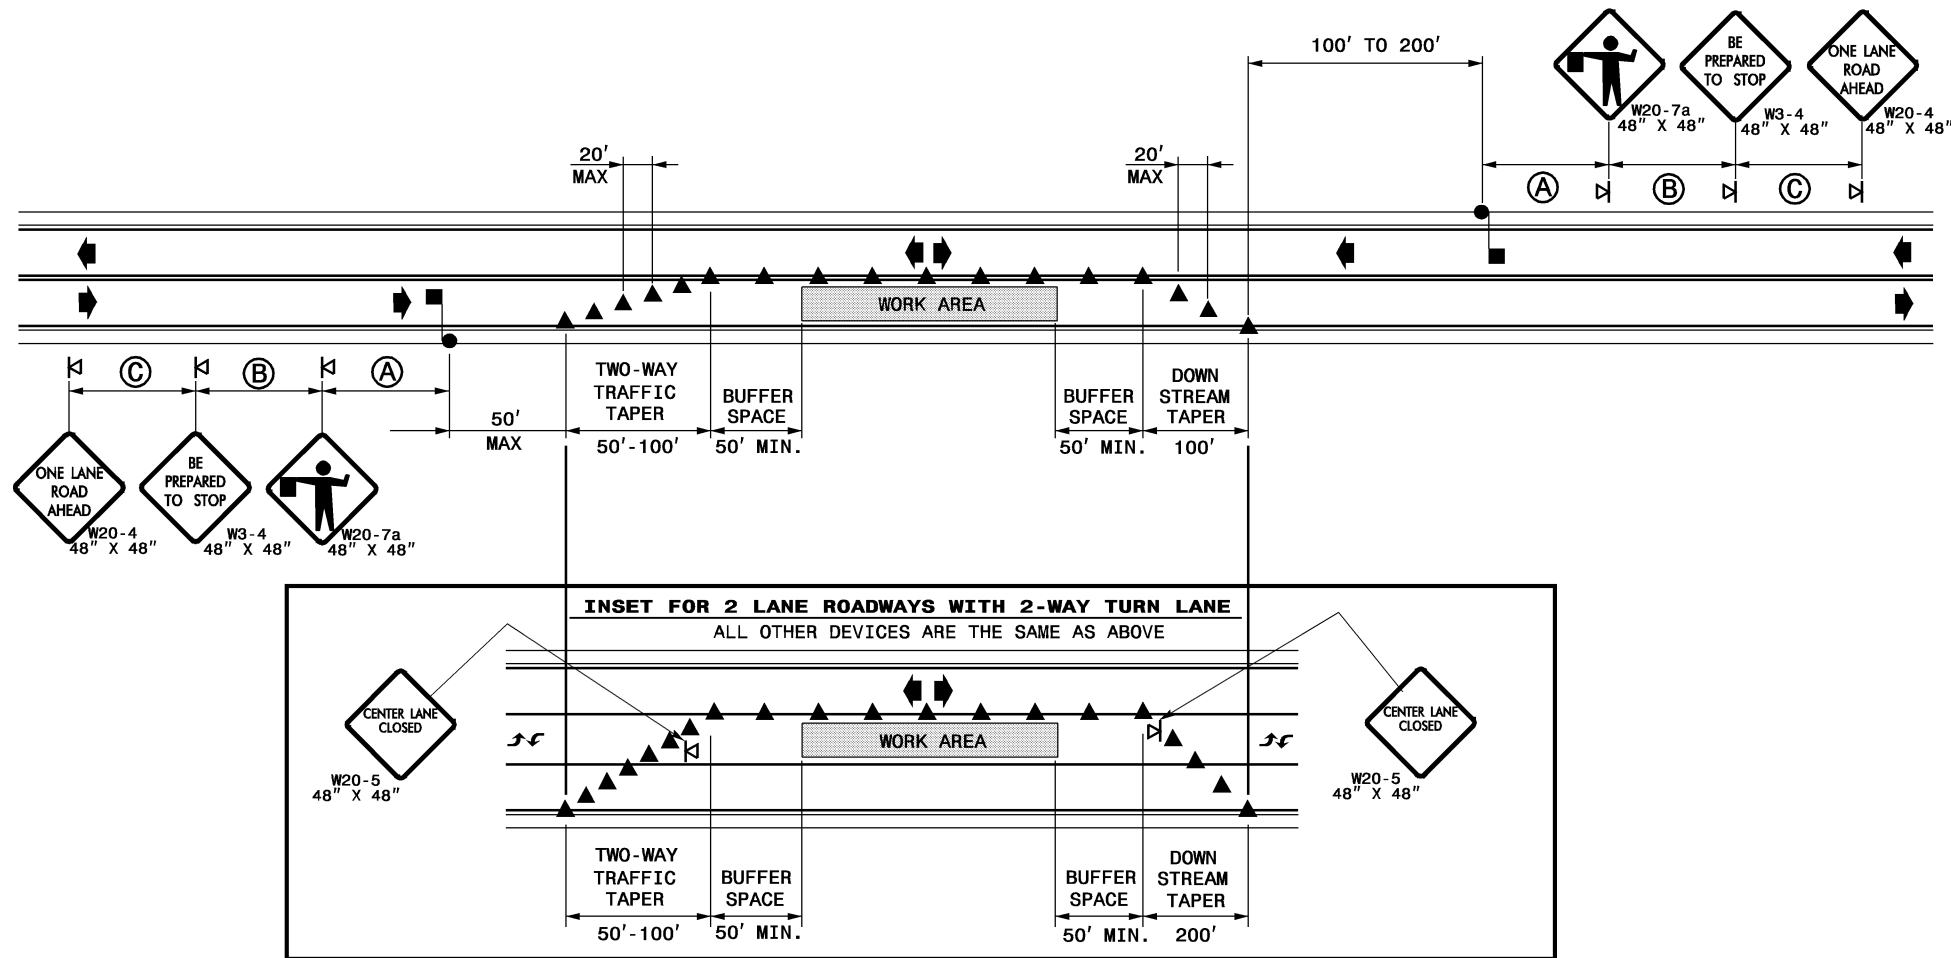 100' TO 200'
BE
PREPARED
TO STOP
ONE LANE
ROAD
AHEAD
W20-7a
48" X 48"
W3-4
48" X 48"
W20-4
48" X 48"
20'
MAX
20'
MAX
A
B
C
WORK AREA
C
B
A
50'
MAX
TWO-WAY
TRAFFIC
TAPER
50'-100'
BUFFER
SPACE
50' MIN.
BUFFER
SPACE
50' MIN.
DOWN
STREAM
TAPER
100'
ONE LANE
ROAD
AHEAD
W20-4
48" X 48"
BE
PREPARED
TO STOP
W3-4
48" X 48"
W20-7a
48" X 48"
INSET FOR 2 LANE ROADWAYS WITH 2-WAY TURN LANE
ALL OTHER DEVICES ARE THE SAME AS ABOVE
CENTER LANE
CLOSED
W20-5
48" X 48"
WORK AREA
CENTER LANE
CLOSED
W20-5
48" X 48"
TWO-WAY
TRAFFIC
TAPER
50'-100'
BUFFER
SPACE
50' MIN.
BUFFER
SPACE
50' MIN.
DOWN
STREAM
TAPER
200'